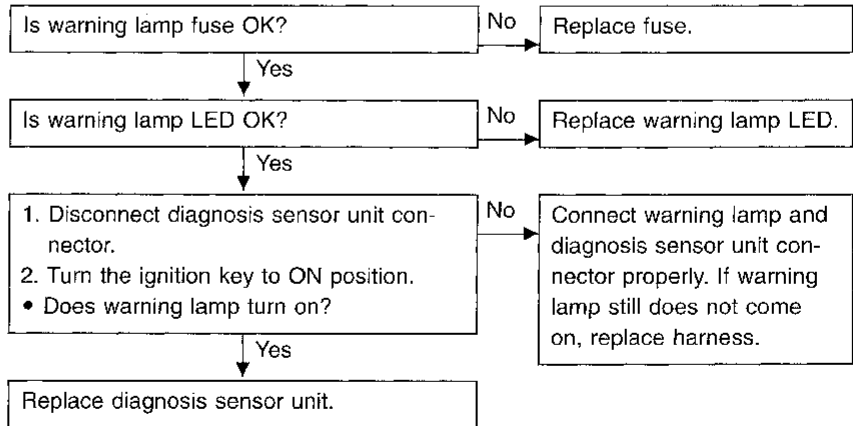 Is warning lamp fuse OK?
No
Replace fuse.
Yes
Is warning lamp LED OK?
No
Replace warning lamp LED.
Yes
1. Disconnect diagnosis sensor unit con-
nector.
2. Turn the ignition key to ON position.
• Does warning lamp turn on?
No
Connect warning lamp and
diagnosis sensor unit con-
nector properly. If warning
lamp still does not come
on, replace harness.
Yes
Replace diagnosis sensor unit.